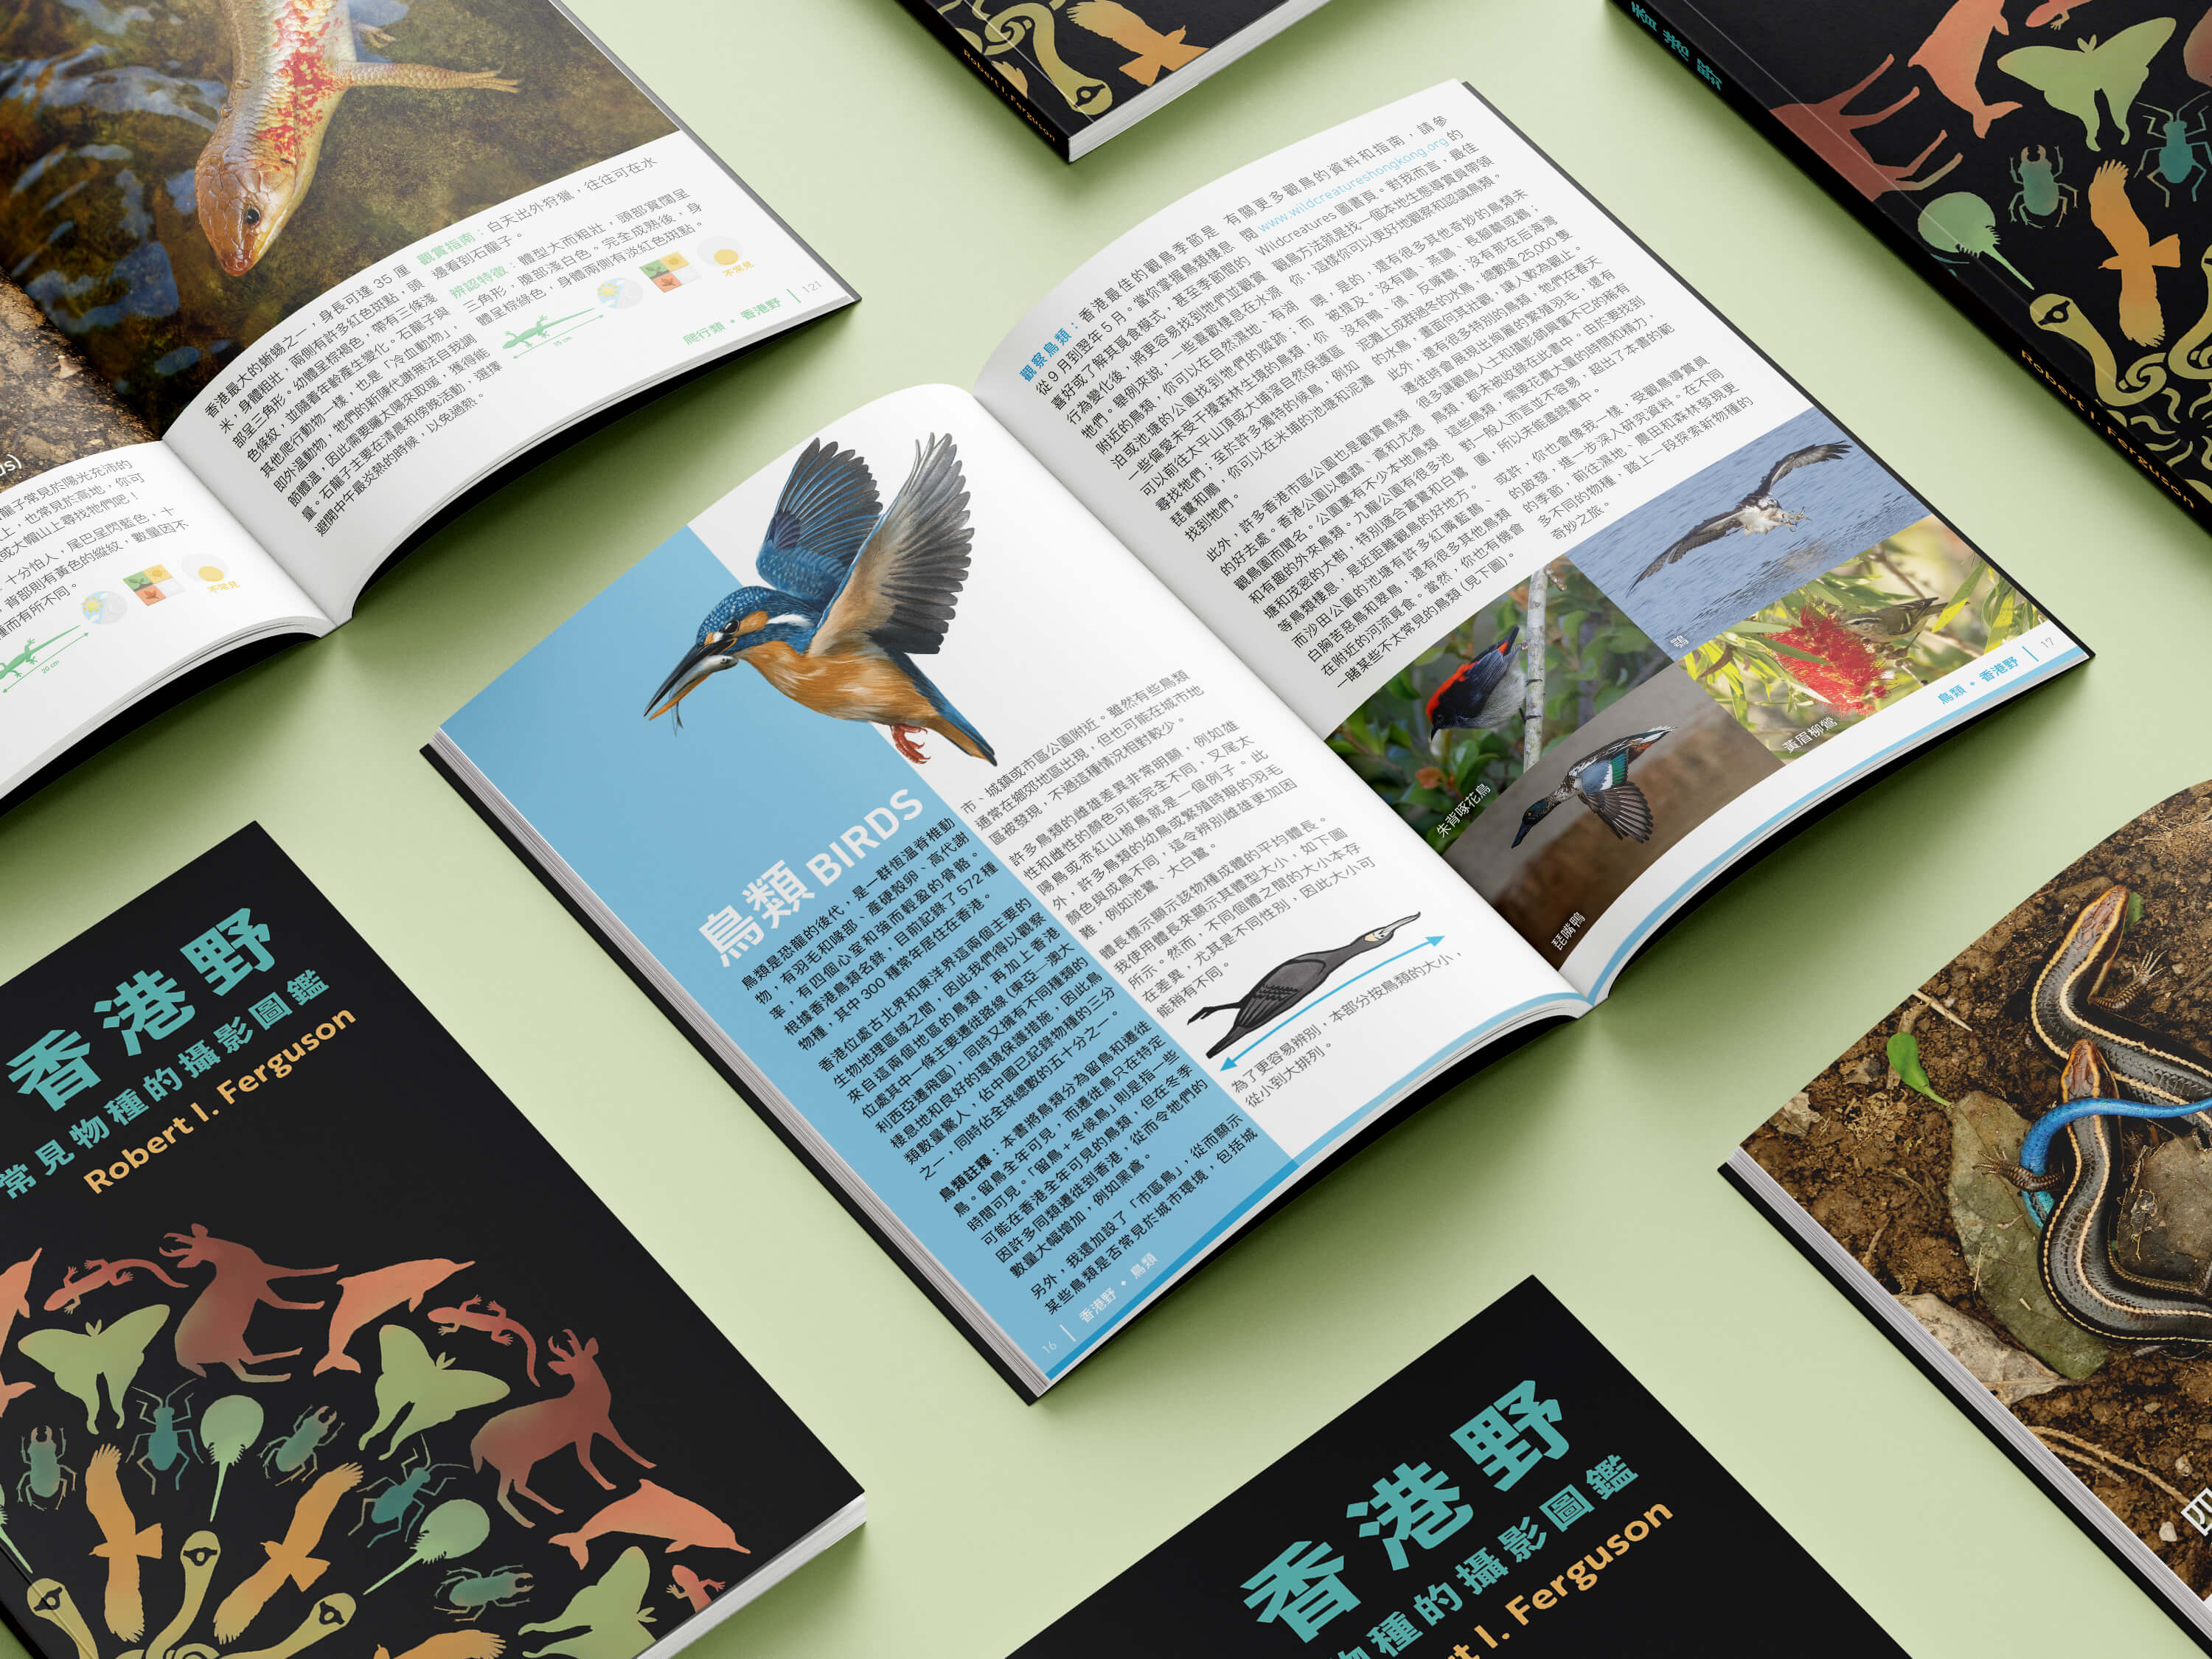 香港最大的蜥蜴之一，身長可達 35 厘
米，身體粗壯，兩側有許多紅色斑點，頭
部呈三角形。幼體呈棕褐色，帶有三條淺
色條紋，並隨着年齡產生變化。石龍子與
其他爬行動物一樣，也是「冷血動物」，
即外溫動物，牠們的新陳代謝無法自我調
節體溫，因此需要曬太陽來取暖，獲得能
量。石龍子主要在清晨和傍晚活動，選擇
避開中午最炎熱的時候，以免過熱。
觀賞指南：白天出外狩獵，往往可在水
邊看到石龍子。
辨認特徵：體型大而粗壯，頭部寬闊呈
三角形，腹部淺白色。完全成熟後，身
體呈棕綠色，身體兩側有淡紅色斑點。
不常見
爬行類 • 香港野 | 121
龍子常見於陽光充沛的
上，也常見於高地，你可
或大帽山上尋找牠們吧！
十分怕人，尾巴呈閃藍色，十
背部則有黃色的縱紋，數量因不
種而有所不同。
20 cm
不常見
Robert I. Ferguson
Robert I. Ferguson
鳥類 BIRDS
鳥類是恐龍的後代，是一群恆溫脊椎動
物，有羽毛和喙部、產硬殼卵、高代謝
率，有四個心室和強而輕盈的骨骼。
根據香港鳥類名錄，目前記錄了 572 種
物種，其中 300 種常年居住在香港。
香港位處古北界和東洋界這兩個主要的
生物地理區域之間，因此我們得以觀察
來自這兩個地區的鳥類，再加上香港
位處其中一條主要遷徙路線 (東亞—澳大
利西亞遷飛區)，同時又擁有不同種類的
棲息地和良好的環境保護措施，因此鳥
類數量驚人，佔中國已記錄物種的三分
之一，同時佔全球總數的五十分之一。
鳥類註釋：本書將鳥類分為留鳥和遷徙
鳥。留鳥全年可見，而遷徙鳥只在特定
時間可見。「留鳥 + 冬候鳥」則是指一些
可能在香港全年可見的鳥類，但在冬季
因許多同類遷徙到香港，從而令牠們的
數量大幅增加，例如黑鳶。
另外，我還加設了「市區鳥」，從而顯示
某些鳥類是否常見於城市環境，包括城
16 | 香港野 • 鳥類
市、城鎮或市區公園附近。雖然有些鳥類
通常在鄉郊地區出現，但也可能在城市地
區被發現，不過這種情況相對較少。
許多鳥類的雌雄差異非常明顯，例如雄
性和雌性的顏色可能完全不同，叉尾太
陽鳥或赤紅山椒鳥就是一個例子。此
外，許多鳥類的幼鳥或繁殖時期的羽毛
顏色與成鳥不同，這令辨別雌雄更加困
難，例如池鷺、大白鷺。
體長標示顯示該物種成體的平均體長。
我使用體長來顯示其體型大小，如下圖
所示。然而，不同個體之間的大小本存
在差異，尤其是不同性別，因此大小可
能稍有不同。
為了更容易辨別，本部分按鳥類的大小，
從小到大排列。
觀察鳥類：香港最佳的觀鳥季節是
從 9 月到翌年 5 月。當你掌握鳥類棲息
喜好或了解其覓食模式，甚至季節間的
行為變化後，將更容易找到牠們並觀賞
牠們。舉例來說，一些喜歡棲息在水源
附近的鳥類，你可以在自然濕地、有湖
泊或池塘的公園找到牠們的蹤跡；而
一些偏愛未受干擾森林生境的鳥類，你
可以前往太平山頂或大埔滘自然保護區
尋找牠們；至於許多獨特的候鳥，例如
琵鷺和鷸，你可以在米埔的池塘和泥灘
找到牠們。
此外，許多香港市區公園也是觀賞鳥類
的好去處。香港公園以鸚鵡、鳶和尤德
觀鳥園而聞名。公園裏有不少本地鳥類
和有趣的外來鳥類。九龍公園有很多池
塘和茂密的大樹，特別適合蒼鷺和白鷺
等鳥類棲息，是近距離觀鳥的好地方。
而沙田公園的池塘有許多紅嘴藍鵲、
白胸苦惡鳥和翠鳥，還有很多其他鳥類
在附近的河流覓食。當然，你也有機會
一睹某些不太常見的鳥類 (見下圖)。
有關更多觀鳥的資料和指南，請參
閱 www.wildcreatureshongkong.org 的
Wildcreatures 圖書頁。對我而言，最佳
觀鳥方法就是找一個本地生態導賞員帶領
你，這樣你可以更好地觀察和認識鳥類。
噢，是的，還有很多其他奇妙的鳥類未
被提及。沒有鷗、燕鷗、長腳鷸或鶴；
沒有鴨、鴴、反嘴鷸；沒有那在后海灣
泥灘上成群過冬的水鳥，總數逾 25,000 隻
的水鳥，畫面何其壯觀，讓人歎為觀止。
此外，還有很多特別的鳥類，牠們在春天
遷徙時會展現出絢麗的繁殖羽毛，還有
很多讓觀鳥人士和攝影師興奮不已的稀有
鳥類，都未被收錄在此書中。由於要找到
這些鳥類，需要花費大量的時間和精力，
對一般人而言並不容易，超出了本書的範
圍，所以未能盡錄書中。
或許，你也會像我一樣，受觀鳥導賞員
的啟發，進一步深入研究資料。在不同
的季節，前往濕地、農田和森林發現更
多不同的物種，踏上一段探索新物種的
奇妙之旅。
朱背啄花鳥
鶚
琵嘴鴨
黃眉柳鶯
鳥類 • 香港野 | 17
香港野
常見物種的攝影圖鑑
Robert I. Ferguson
香港野
物種的攝影圖鑑
rt I. Ferguson